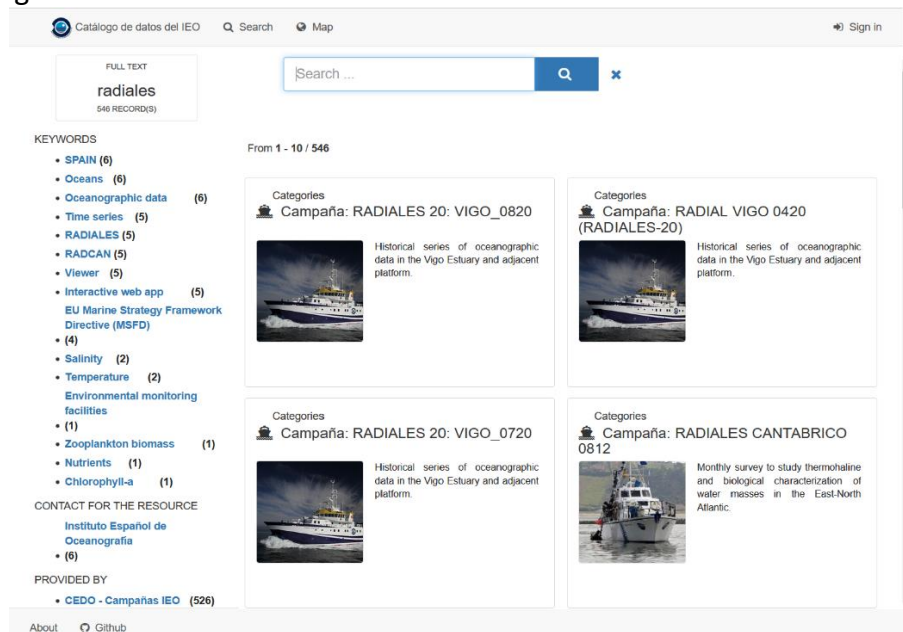 Catálogo de datos del IEO Search Map Sign in
FULL TEXT
radiales
546 RECORD(S)
Search ...
KEYWORDS
SPAIN (6)
Oceans (6)
Oceanographic data (6)
Time series (5)
RADIALES (5)
RADCAN (5)
Viewer (5)
Interactive web app (5)
EU Marine Strategy Framework
Directive (MSFD)
(4)
Salinity (2)
Temperature (2)
Environmental monitoring
facilities
(1)
Zooplankton biomass (1)
Nutrients (1)
Chlorophyll-a (1)
CONTACT FOR THE RESOURCE
Instituto Español de
Oceanografía
(6)
PROVIDED BY
CEDO - Campañas IEO (526)
From 1 - 10 / 546
Categories
Campaña: RADIALES 20: VIGO_0820
Historical series of oceanographic
data in the Vigo Estuary and adjacent
platform.
Categories
Campaña: RADIAL VIGO 0420
(RADIALES-20)
Historical series of oceanographic
data in the Vigo Estuary and adjacent
platform.
Categories
Campaña: RADIALES 20: VIGO_0720
Historical series of oceanographic
data in the Vigo Estuary and adjacent
platform.
Categories
Campaña: RADIALES CANTABRICO
0812
Monthly survey to study thermohaline
and biological characterization of
water masses in the East-North
Atlantic.
About Github